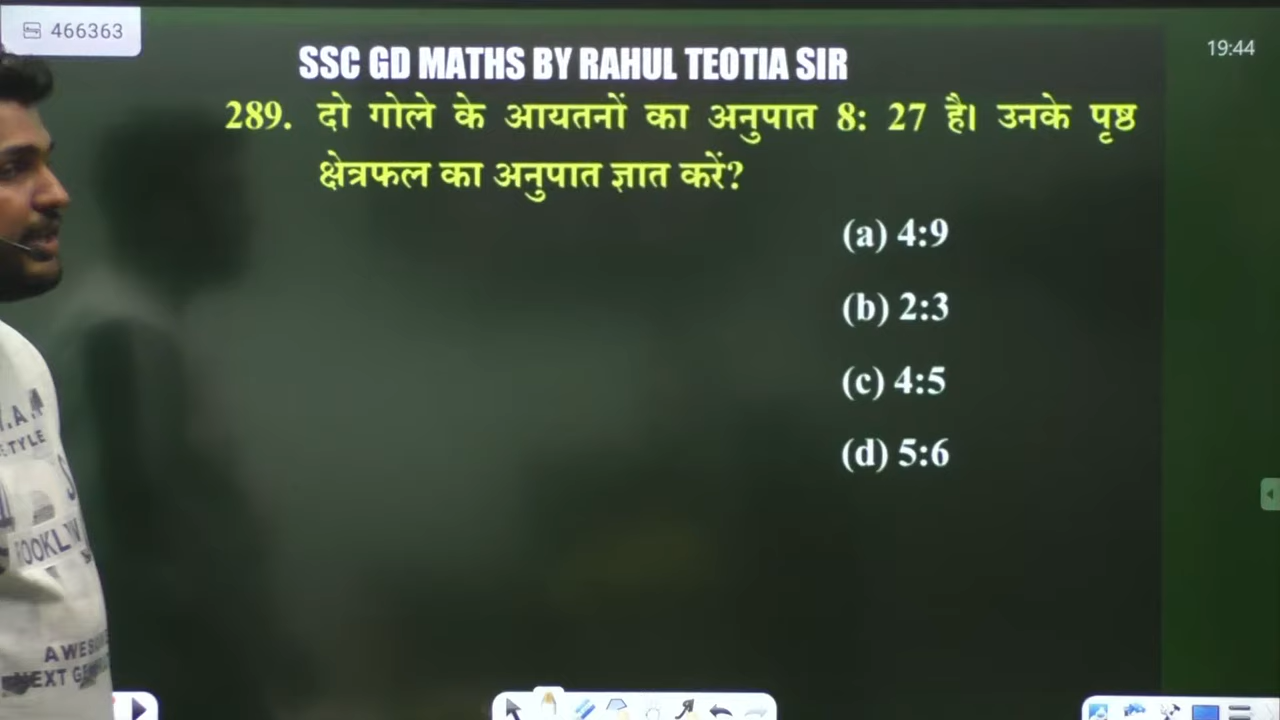 466363
19:44
SSC GD MATHS BY RAHUL TEOTIA SIR
289. दो गोले के आयतनों का अनुपात 8: 27 है। उनके पृष्ठ
क्षेत्रफल का अनुपात ज्ञात करें?
(a) 4:9
(b) 2:3
(c) 4:5
(d) 5:6